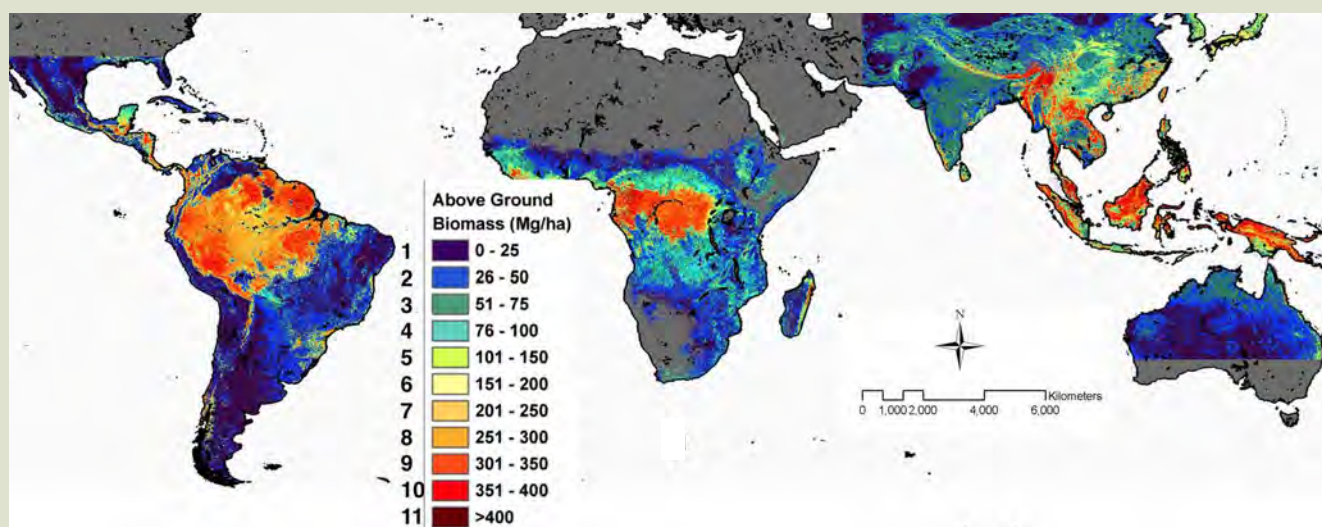 Above Ground
Biomass (Mg/ha)
1 0 - 25
2 26 - 50
3 51 - 75
4 76 - 100
5 101 - 150
6 151 - 200
7 201 - 250
8 251 - 300
9 301 - 350
10 351 - 400
11 >400
N
Kilometers
0 1,000 2,000 4,000 6,000